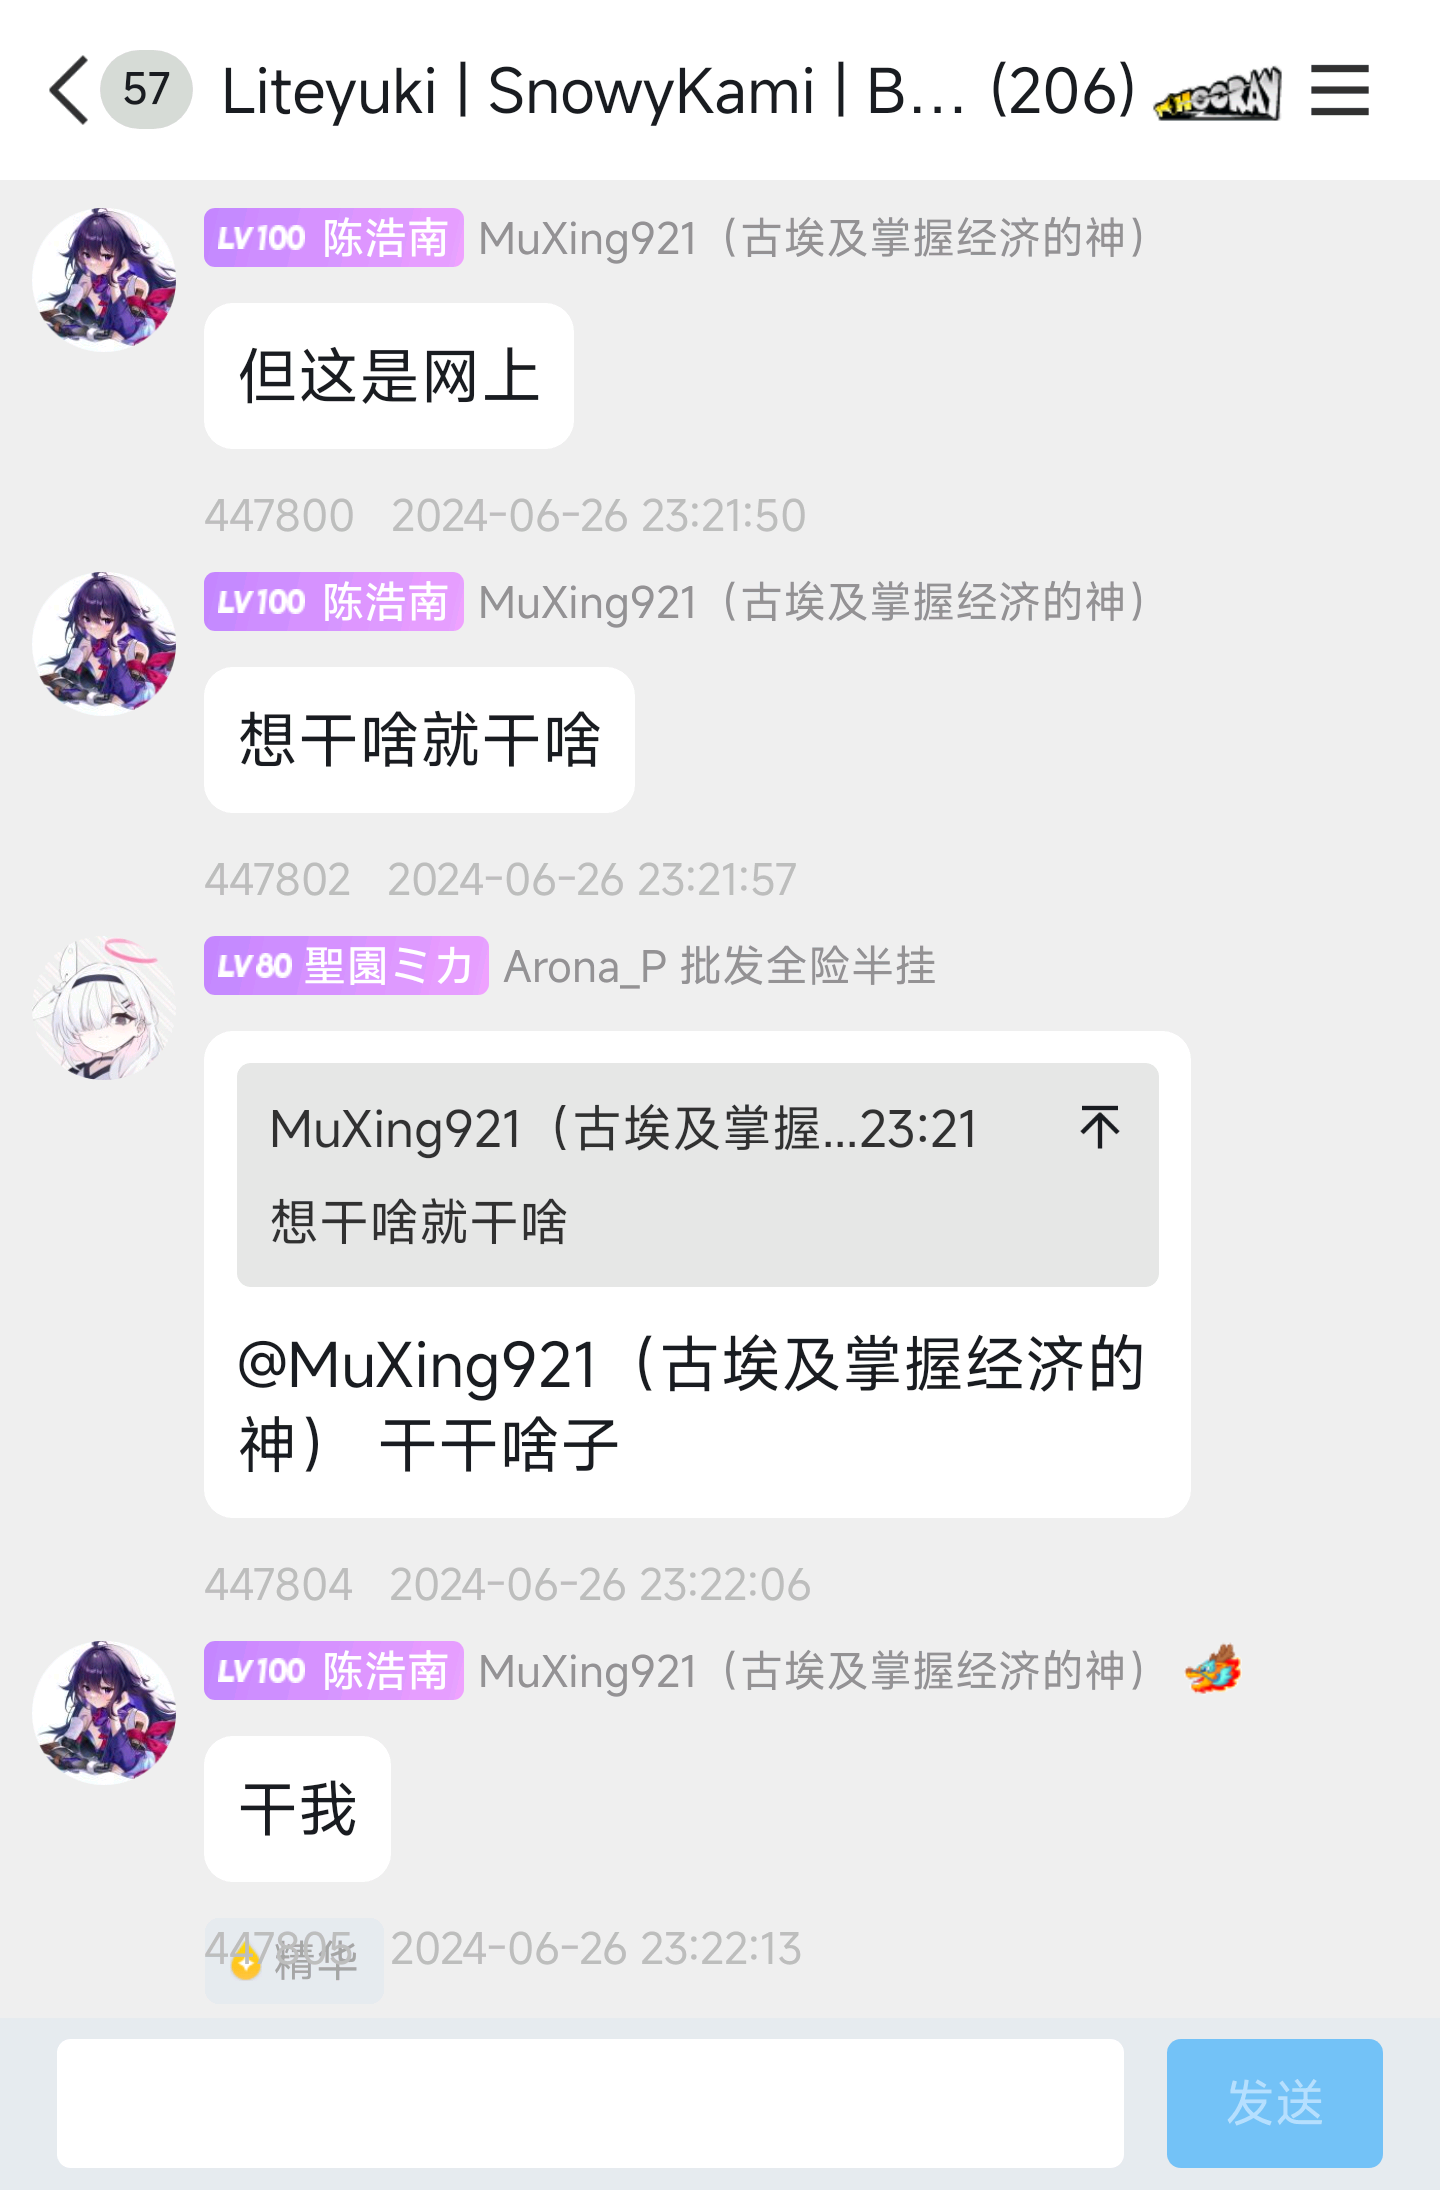 57 Liteyuki | SnowyKami | B... (206) HOORAY
LV100 陈浩南 MuXing921（古埃及掌握经济的神）
但这是网上
447800 2024-06-26 23:21:50
LV100 陈浩南 MuXing921（古埃及掌握经济的神）
想干啥就干啥
447802 2024-06-26 23:21:57
LV80 聖園ミカ Arona_P 批发全险半挂
MuXing921（古埃及掌握...23:21
想干啥就干啥
@MuXing921（古埃及掌握经济的
神） 干干啥子
447804 2024-06-26 23:22:06
LV100 陈浩南 MuXing921（古埃及掌握经济的神）
干我
447805 2024-06-26 23:22:13
精华
发送